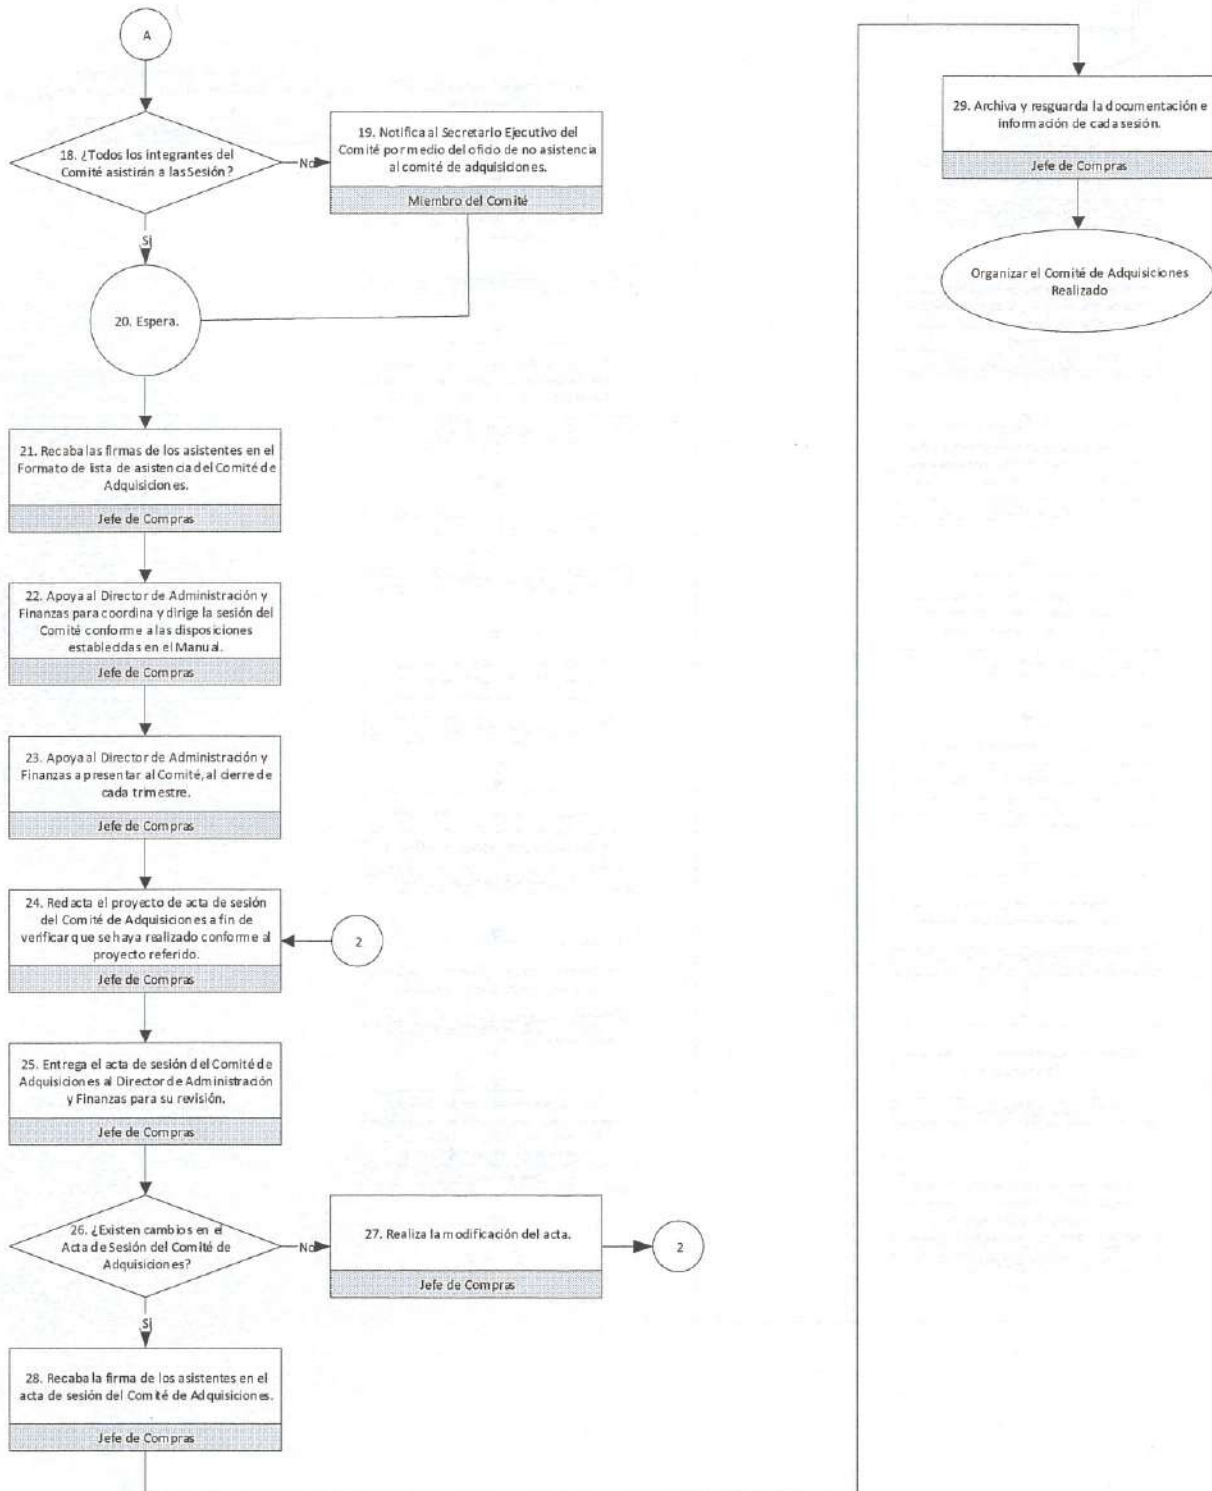 A
18. ¿Todos los integrantes del
Comité asistirán a las Sesión?
No
19. Notifica al Secretario Ejecutivo del
Comité por medio del oficio de no asistencia
al comité de adquisiciones.
Miembro del Comité
Si
20. Espera.
21. Recaba las firmas de los asistentes en el
Formato de lista de asistencia del Comité de
Adquisiciones.
Jefe de Compras
22. Apoya al Director de Administración y
Finanzas para coordina y dirige la sesión del
Comité conforme a las disposiciones
establecidas en el Manual.
Jefe de Compras
23. Apoya al Director de Administración y
Finanzas a presentar al Comité, al cierre de
cada trimestre.
Jefe de Compras
24. Redacta el proyecto de acta de sesión
del Comité de Adquisiciones a fin de
verificar que se haya realizado conforme al
proyecto referido.
Jefe de Compras
2
25. Entrega el acta de sesión del Comité de
Adquisiciones al Director de Administración
y Finanzas para su revisión.
Jefe de Compras
26. ¿Existen cambios en el
Acta de Sesión del Comité de
Adquisiciones?
No
27. Realiza la modificación del acta.
Jefe de Compras
2
Si
28. Recaba la firma de los asistentes en el
acta de sesión del Comité de Adquisiciones.
Jefe de Compras
29. Archiva y resguarda la documentación e
información de cada sesión.
Jefe de Compras
Organizar el Comité de Adquisiciones
Realizado